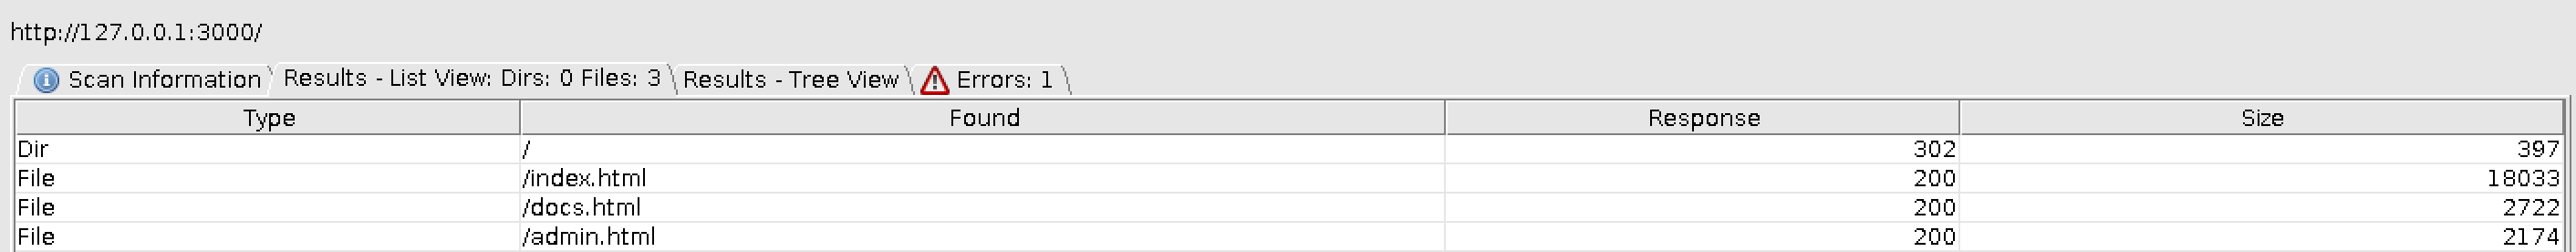 http://127.0.0.1:3000/
Scan Information Results - List View: Dirs: 0 Files: 3 Results - Tree View Errors: 1
Type Found Response Size
Dir / 302 397
File /index.html 200 18033
File /docs.html 200 2722
File /admin.html 200 2174